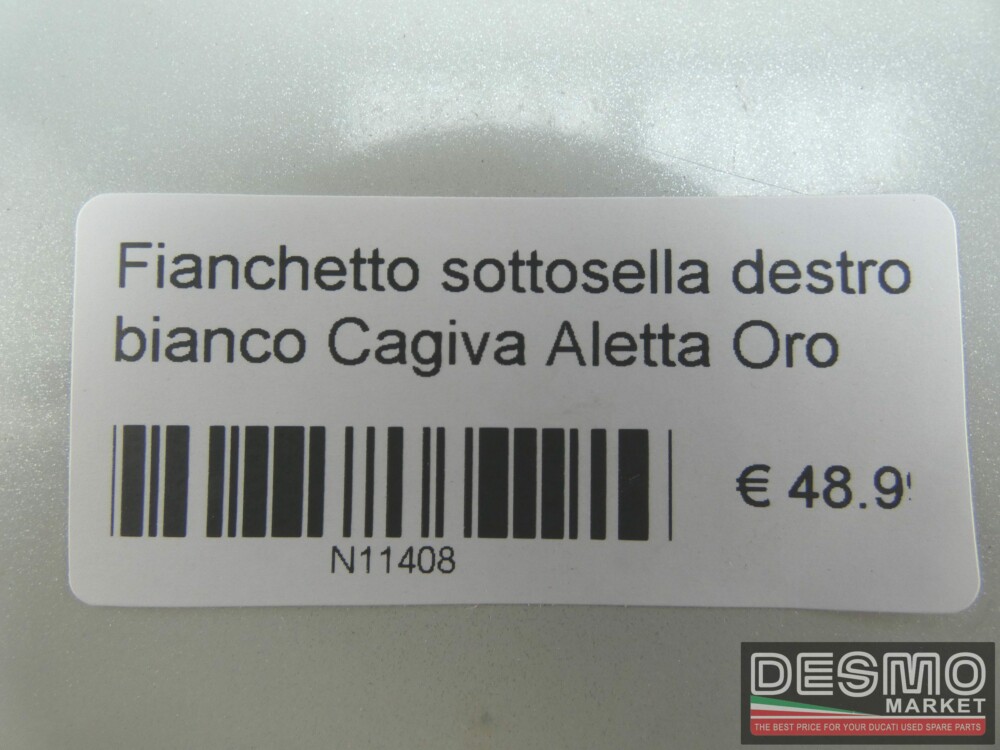 Fianchetto sottosella destro
bianco Cagiva Aletta Oro
€ 48.9
N11408
DESMO
MARKET
THE BEST PRICE FOR YOUR DUCATI USED SPARE PARTS